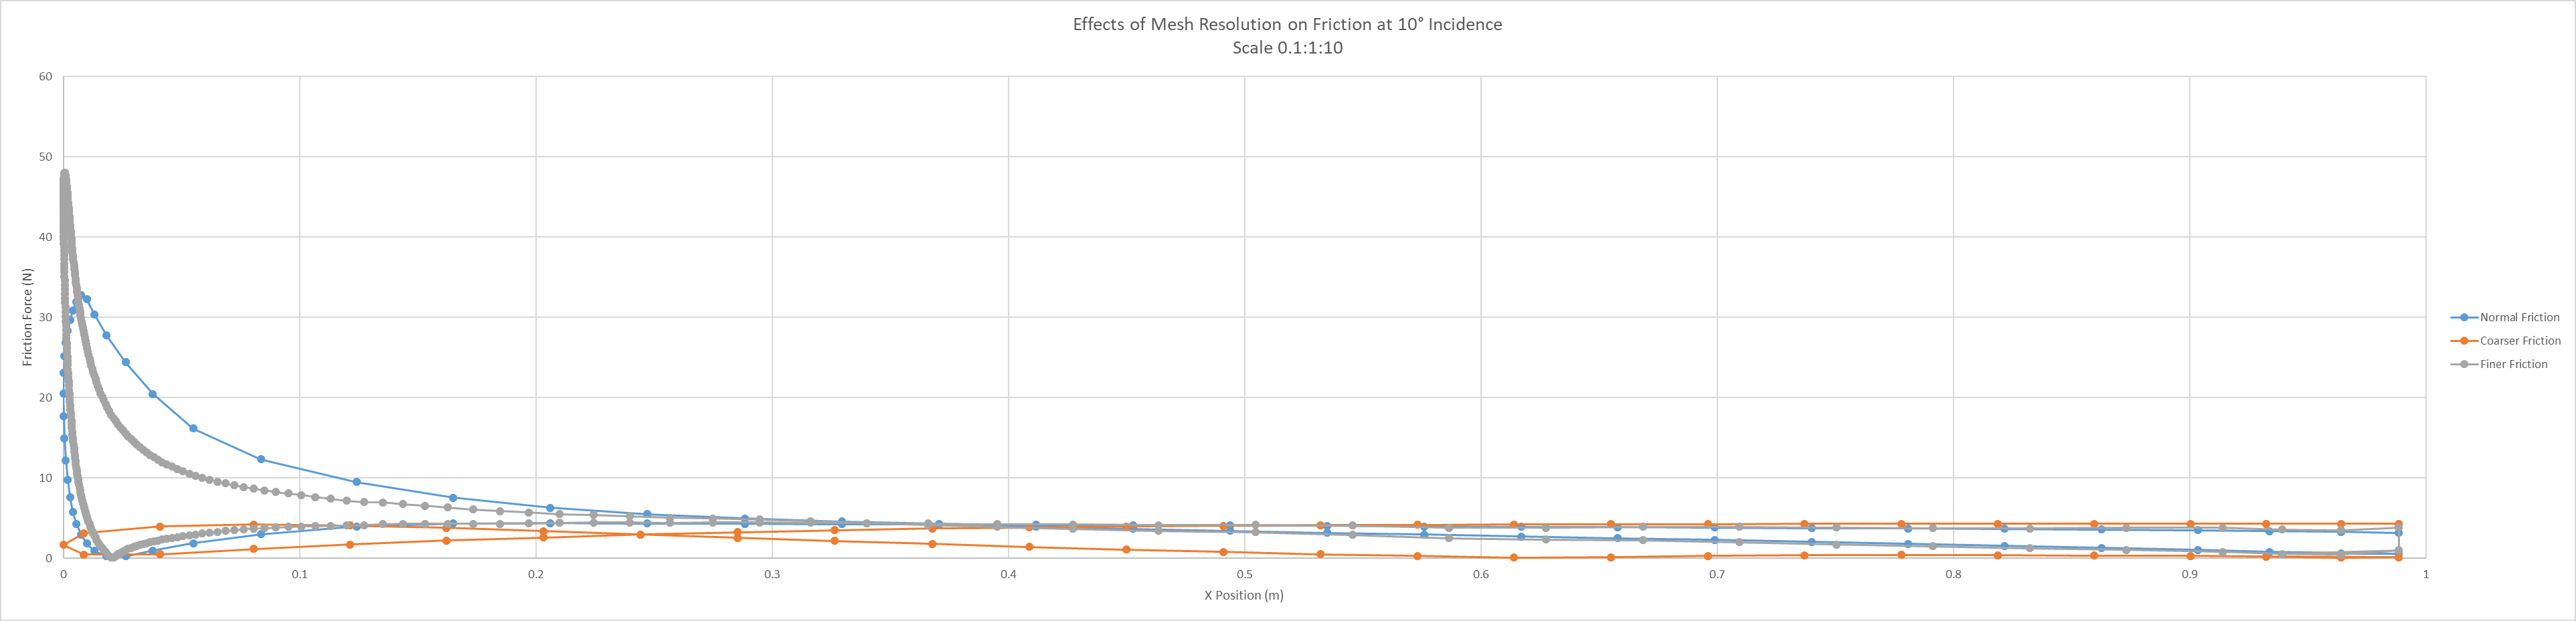 Effects of Mesh Resolution on Friction at 10° Incidence
Scale 0.1:1:10
60
50
40
30
20
10
0
Friction Force (N)
0 0.1 0.2 0.3 0.4 0.5 0.6 0.7 0.8 0.9 1
X Position (m)
Normal Friction
Coarser Friction
Finer Friction